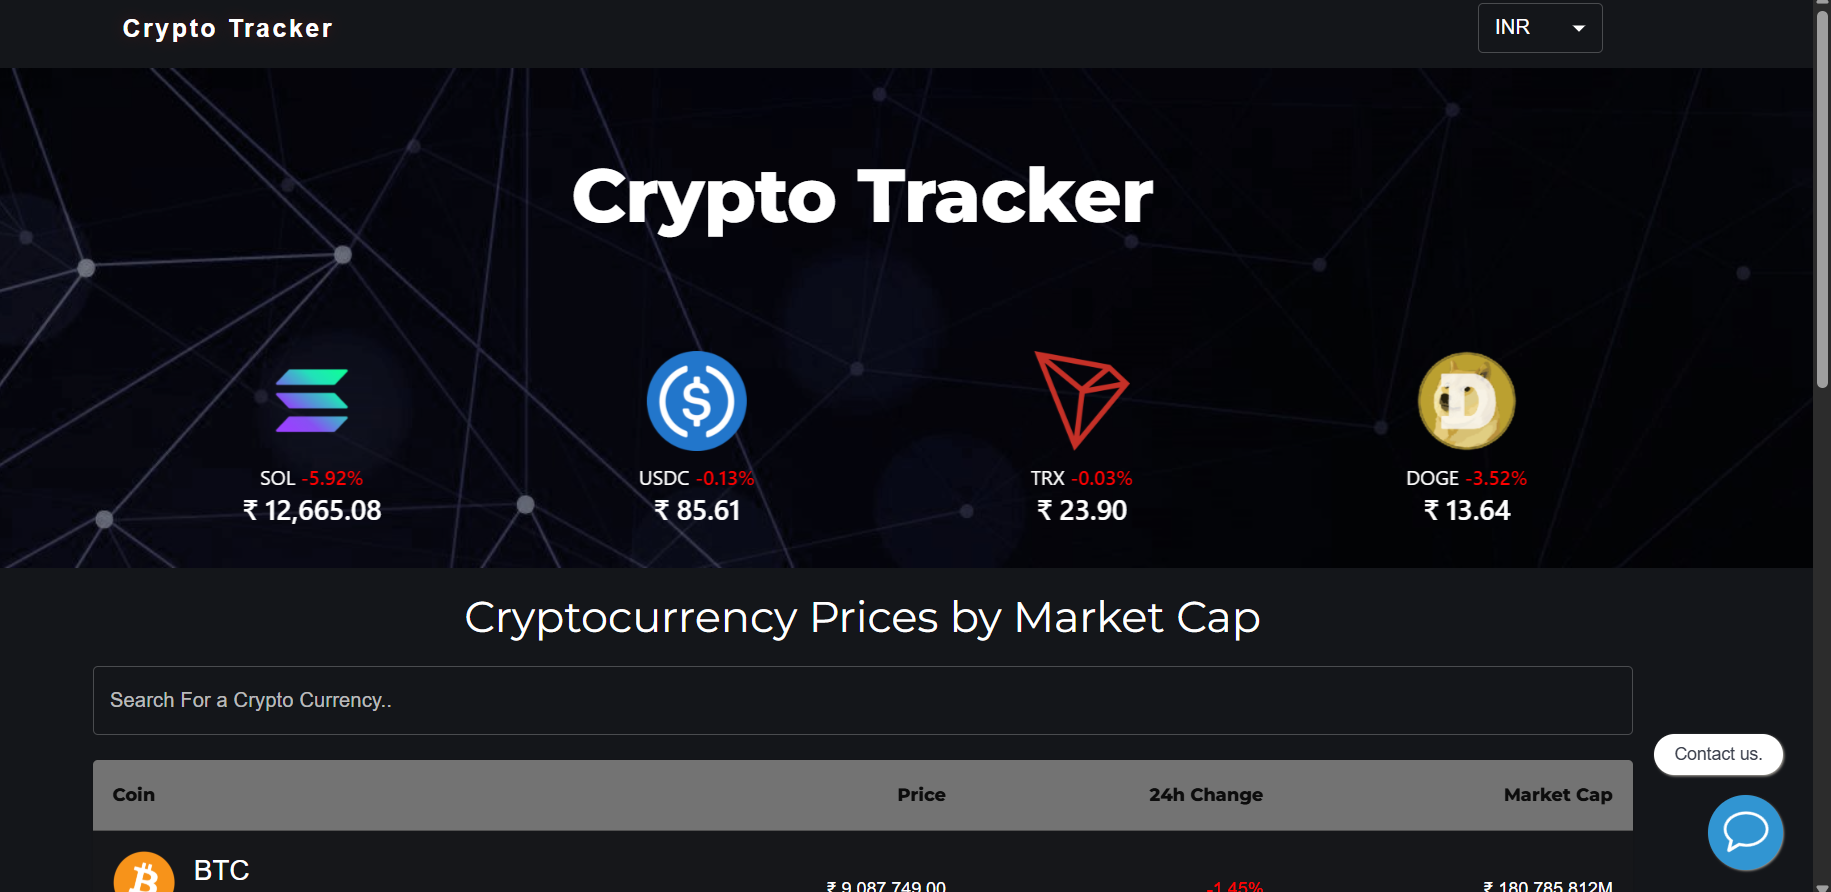 Crypto Tracker
INR
Crypto Tracker
SOL -5.92%
₹ 12,665.08
USDC -0.13%
₹ 85.61
TRX -0.03%
₹ 23.90
DOGE -3.52%
₹ 13.64
Cryptocurrency Prices by Market Cap
Search For a Crypto Currency..
Contact us.
Coin Price 24h Change Market Cap
BTC
₹ 9,087,749.00 -1.45% ₹ 180,785,812M